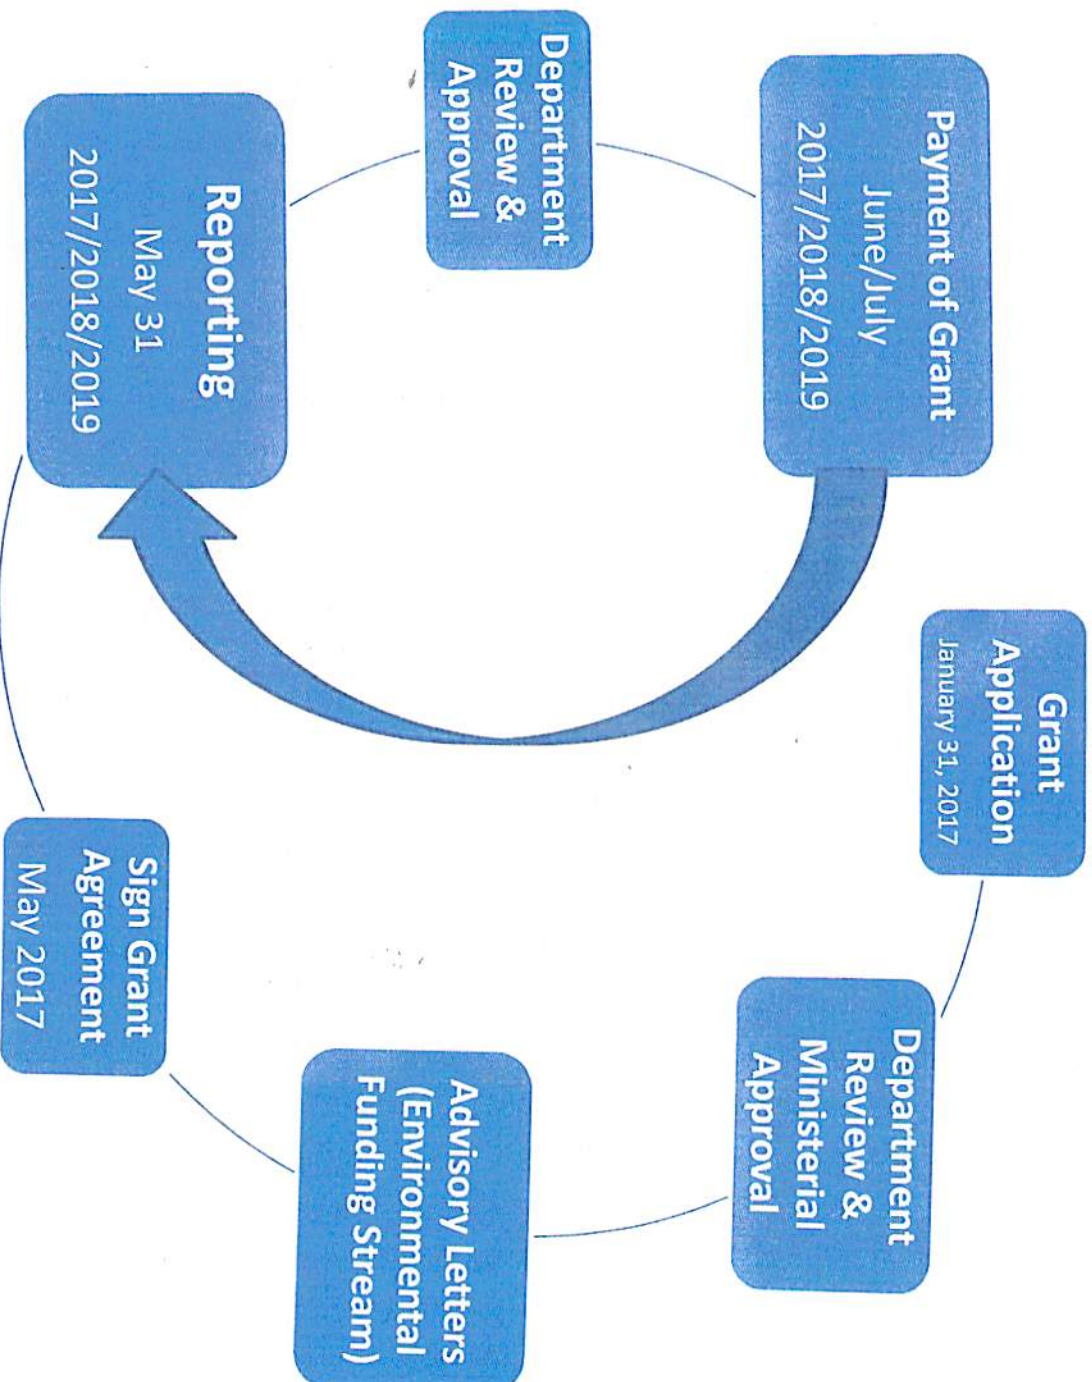 Grant
Application
January 31, 2017
Department
Review &
Ministerial
Approval
Advisory Letters
(Environmental
Funding Stream)
Sign Grant
Agreement
May 2017
Reporting
May 31
2017/2018/2019
Department
Review &
Approval
Payment of Grant
June/July
2017/2018/2019